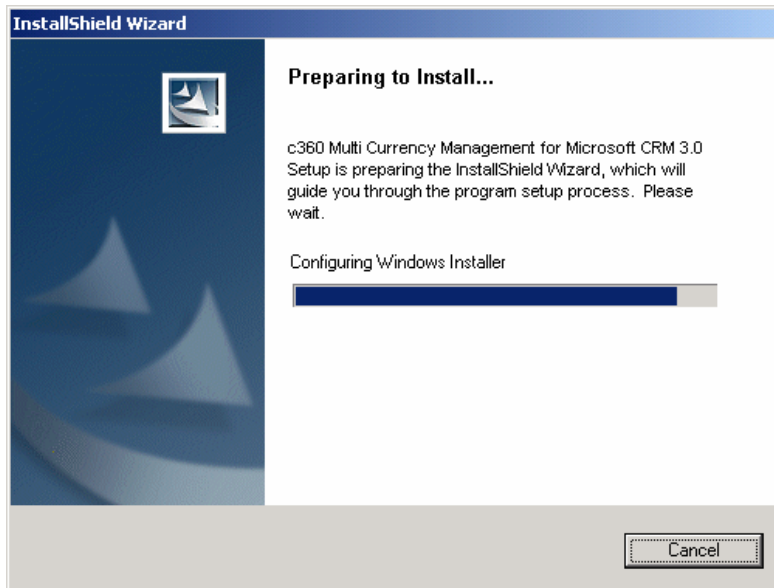 InstallShield Wizard
Preparing to Install...
c360 Multi Currency Management for Microsoft CRM 3.0
Setup is preparing the InstallShield Wizard, which will
guide you through the program setup process. Please
wait.
Configuring Windows Installer
Cancel